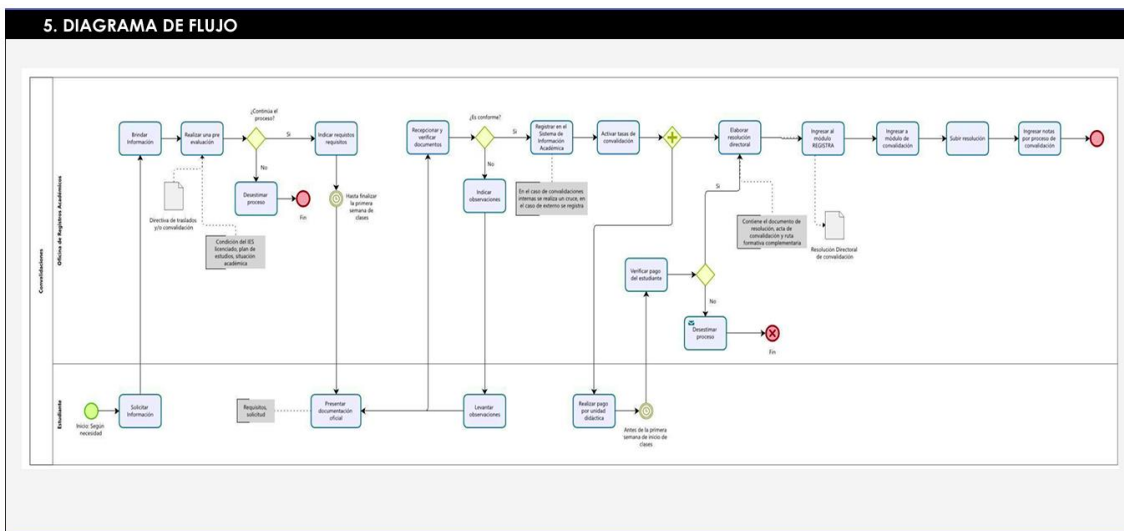 5. DIAGRAMA DE FLUJO
Convalidaciones
Oficina de Registros Académicos
Brindar
Información
Realizar una pre
evaluación
¿Continúa el
proceso?
Si
No
Indicar requistos
requisitos
Desestimar
proceso
Fin
Directiva de traslados
y/o convalidación
Condición del IES
licenciado, plan de
estudios, situación
académica
Hasta finalizar
la primera
semana de
clases
Recepcionar y
verificar
documentos
¿Es conforme?
Si
No
Indicar
observaciones
Registrar en el
Sistema de
Información
Académica
En el caso de convalidaciones
internas se realiza un cruce, en
el caso de externo se registra
Activar tasas de
convalidación
Elaborar
resolución
directoral
Si
Contiene el documento de
resolución, acta de
convalidación y ruta
formativa complementaria
Verificar pago
del estudiante
No
Desestimar
proceso
Fin
Ingresar al
módulo
REGISTRA
Resolución Directoral
de convalidación
Ingresar a
módulo de
convalidación
Subir resolución
Ingresar notas
por proceso de
convalidación
Estudiante
Inicio: Según
necesidad
Solicitar
Información
Requisitos,
solicitud
Presentar
documentación
oficial
Levantar
observaciones
Realizar pago
por unidad
didáctica
Antes de la primera
semana de inicio de
clases